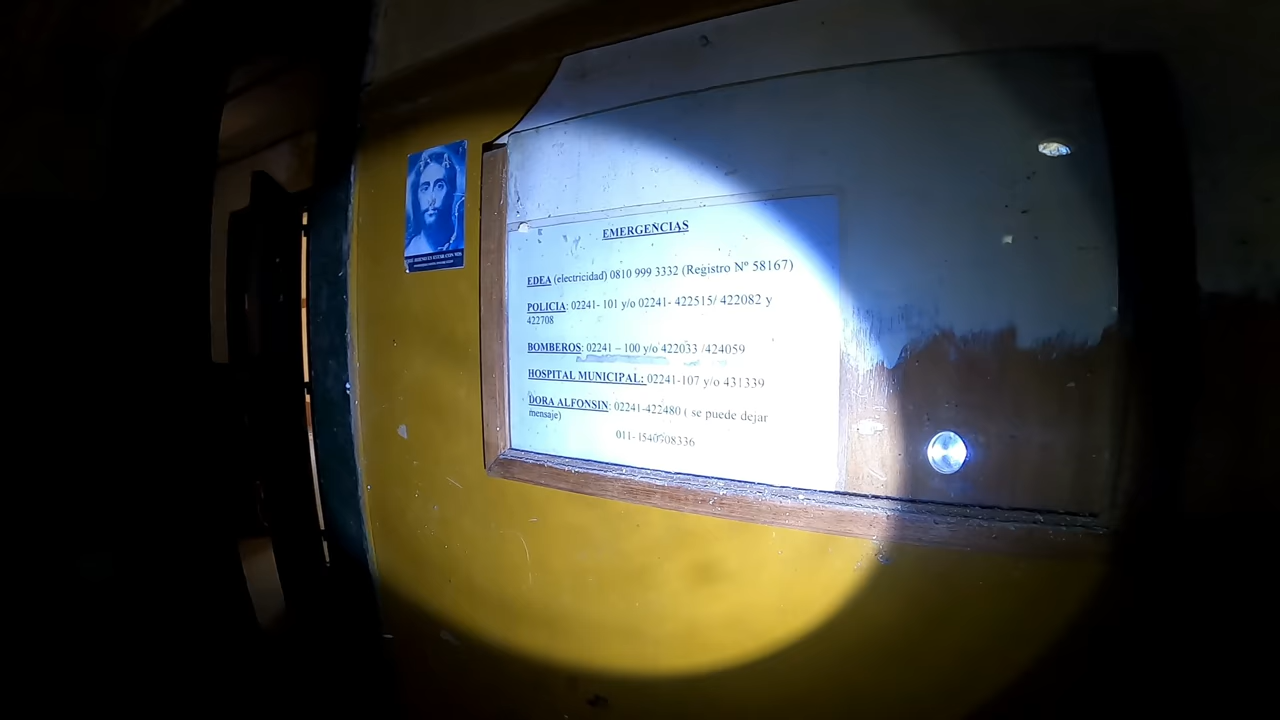 EMERGENCIAS
EDEA (electricidad) 0810 999 3332 (Registro Nº 58167)
POLICIA: 02241- 101 y/o 02241- 422515/ 422082 y
422708
BOMBEROS: 02241 – 100 y/o 422033 /424059
HOSPITAL MUNICIPAL: 02241-107 y/o 431339
DORA ALFONSIN: 02241-422480 ( se puede dejar
mensaje)
011-